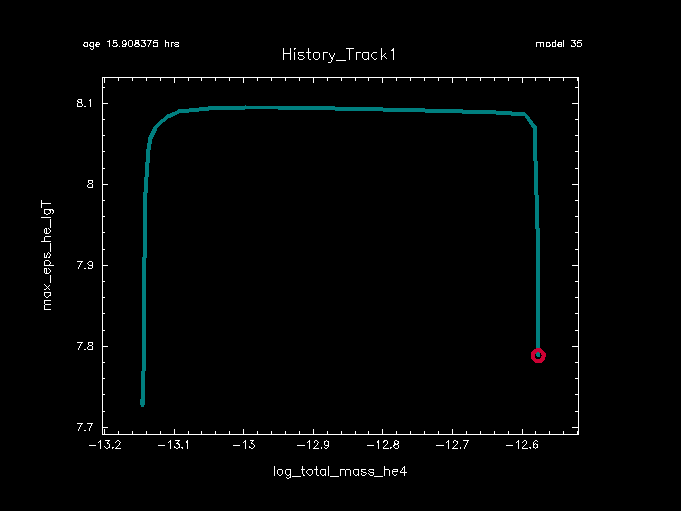 age 15.908375 hrs
model 35
History_Track1
8.1
8
7.9
7.8
7.7
max_eps_he_lgT
−13.2 −13.1 −13 −12.9 −12.8 −12.7 −12.6
log_total_mass_he4